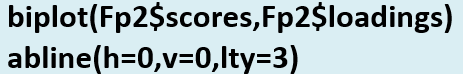 biplot(Fp2$scores,Fp2$loadings)
abline(h=0,v=0,lty=3)